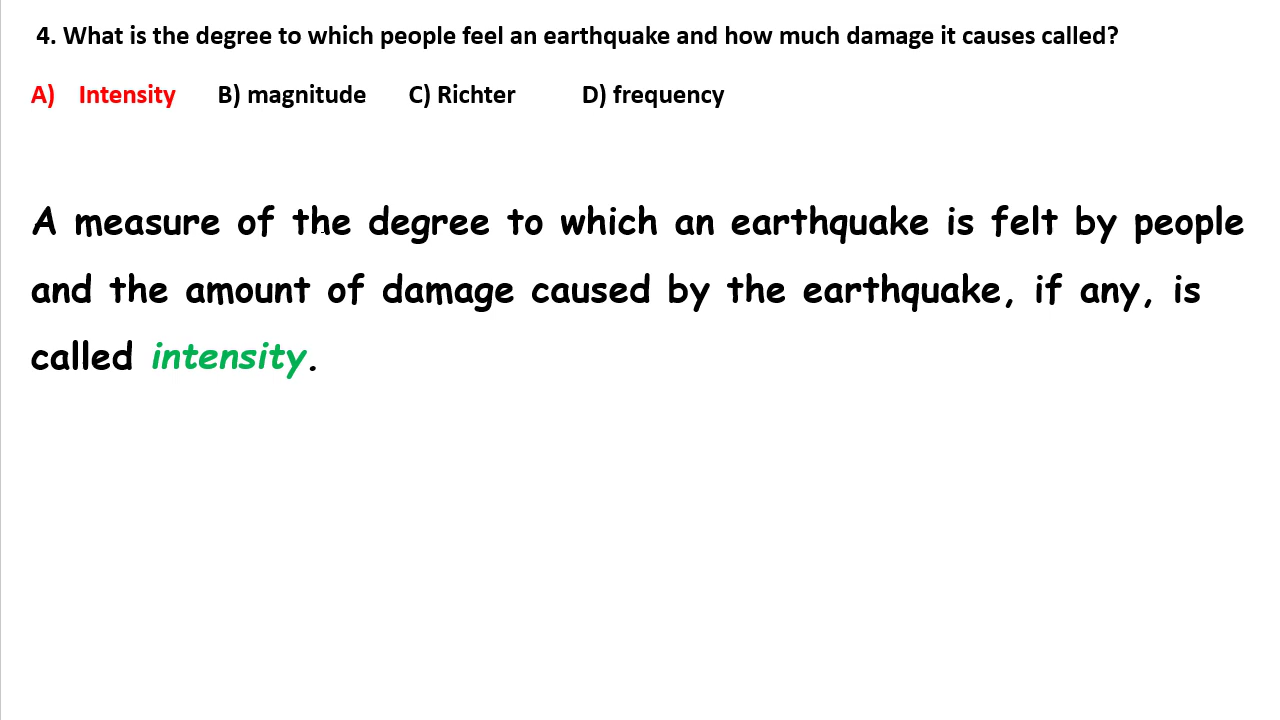 4. What is the degree to which people feel an earthquake and how much damage it causes called?
A) Intensity B) magnitude C) Richter D) frequency
A measure of the degree to which an earthquake is felt by people
and the amount of damage caused by the earthquake, if any, is
called intensity.